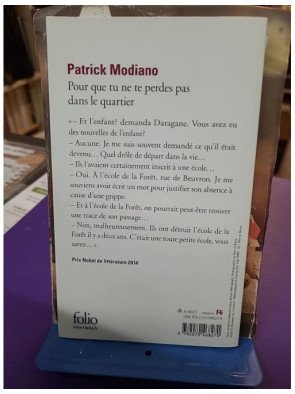 Patrick Modiano
Pour que tu ne te perdes pas
dans le quartier
« – Et l'enfant? demanda Daragane. Vous avez eu
des nouvelles de l'enfant?
– Aucune. Je me suis souvent demandé ce qu'il était
devenu… Quel drôle de départ dans la vie…
– Ils l'avaient certainement inscrit à une école…
– Oui. À l'école de la Forêt, rue de Beuvron. Je me
souviens avoir écrit un mot pour justifier son absence à
cause d'une grippe.
– Et à l'école de la Forêt, on pourrait peut-être trouver
une trace de son passage…
– Non, malheureusement. Ils ont détruit l'école de la
Forêt il y a deux ans. C'était une toute petite école, vous
savez…»
Prix Nobel de littérature 2014
folio
F6
9 782070 468270